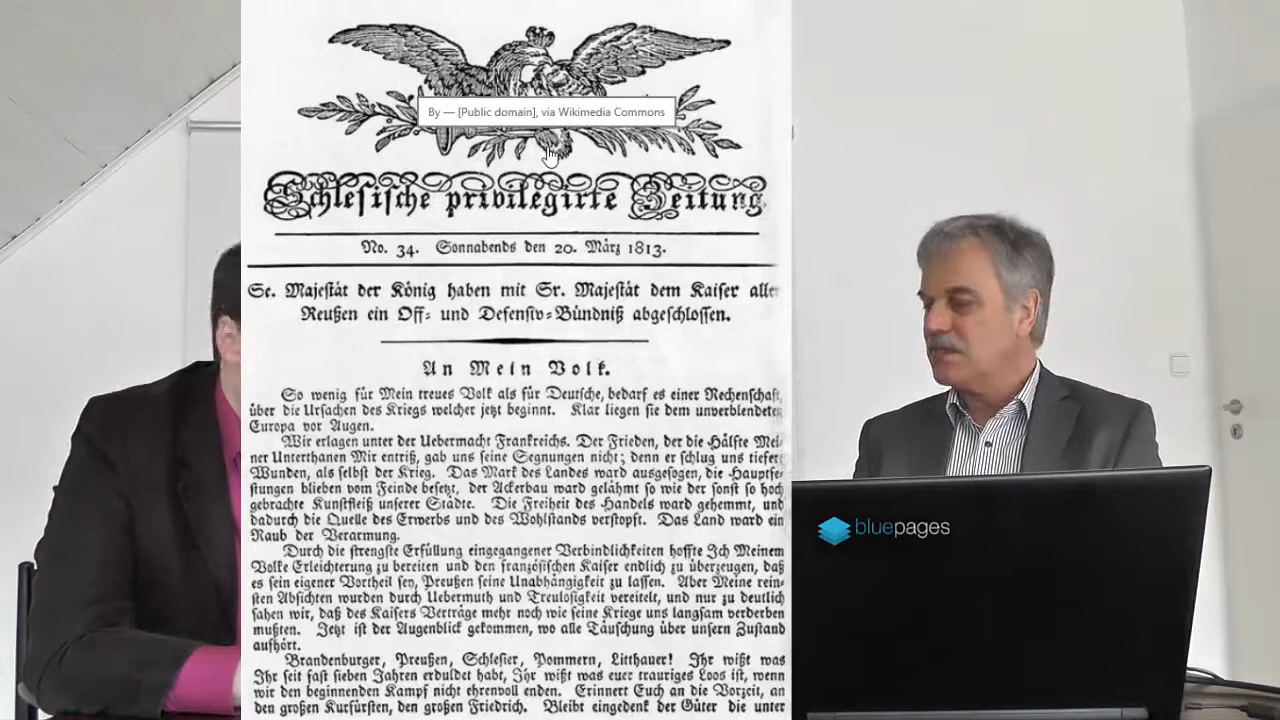 By — [Public domain], via Wikimedia Commons
Schlesische privilegirte Zeitung
No. 34. Sonnabends den 20. März 1813.
Se. Majestät der König haben mit Sr. Majestät dem Kaiser aller
Reußen ein Off- und Defensiv-Bündniß abgeschlossen.
An Mein Volk.
So wenig für Mein treues Volk als für Deutsche, bedarf es einer Rechenschaft,
über die Ursachen des Kriegs welcher jetzt beginnt. Klar liegen sie dem unverblendeten
Europa vor Augen.
Wir erlagen unter der Uebermacht Frankreichs. Der Frieden, der die Hälfte Mei-
ner Unterthanen Mir entriß, gab uns seine Segnungen nicht; denn er schlug uns tiefere
Wunden, als selbst der Krieg. Das Mark des Landes ward ausgesogen, die Hauptfe-
stungen blieben vom Feinde besetzt, der Ackerbau ward gelähmt so wie der sonst so hoch
gebrachte Kunstfleiß unserer Städte. Die Freiheit des Handels ward gehemmt, und
dadurch die Quelle des Erwerbs und des Wohlstands verstopft. Das Land ward ein
Raub der Verarmung.
Durch die strengste Erfüllung eingegangener Verbindlichkeiten hoffte Ich Meinem
Volke Erleichterung zu bereiten und den französischen Kaiser endlich zu überzeugen, daß
es sein eigener Vortheil sey, Preußen seine Unabhängigkeit zu lassen. Aber Meine rein-
sten Absichten wurden durch Uebermuth und Treulosigkeit vereitelt, und nur zu deutlich
sahen wir, daß des Kaisers Verträge mehr noch wie seine Kriege uns langsam verderben
mußten. Jetzt ist der Augenblick gekommen, wo alle Täuschung über unsern Zustand
aufhört.
Brandenburger, Preußen, Schlesier, Pommern, Litthauer! Ihr wißt was
Ihr seit fast sieben Jahren erduldet habt, Ihr wißt was euer trauriges Loos ist, wenn
wir den beginnenden Kampf nicht ehrenvoll enden. Erinnert Euch an die Vorzeit, an
den großen Kurfürsten, den großen Friedrich. Bleibt eingedenk der Güter die unter
bluepages